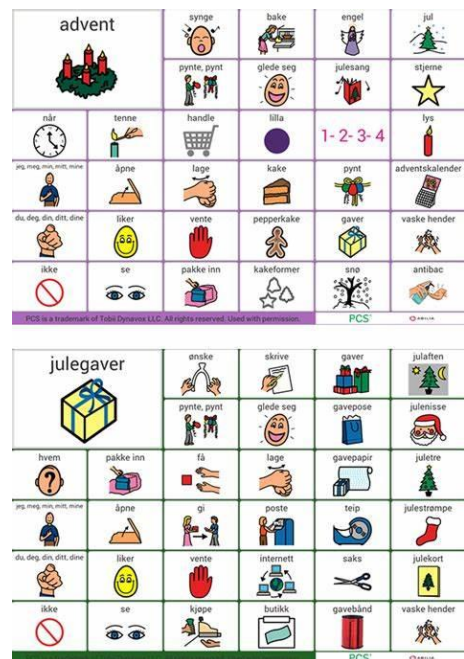 advent
synge bake engel jul
pynte, pynt glede seg julesang stjerne
når tenne handle lilla 1- 2- 3- 4 lys
jeg, meg, min, mitt, mine åpne lage kake pynt adventskalender
du, deg, din, ditt, dine liker vente pepperkake gaver vaske hender
ikke se pakke inn kakeformer snø antibac
PCS is a trademark of Tobii Dynavox LLC. All rights reserved. Used with permission. PCS ABILIA
julegaver
ønske skrive gaver julaften
pynte, pynt glede seg gavepose julenisse
hvem pakke inn få lage gavepapir juletre
jeg, meg, min, mitt, mine åpne gi poste teip julestrømpe
du, deg, din, ditt, dine liker vente internett saks julekort
ikke se kjøpe butikk gavebånd vaske hender
PCS